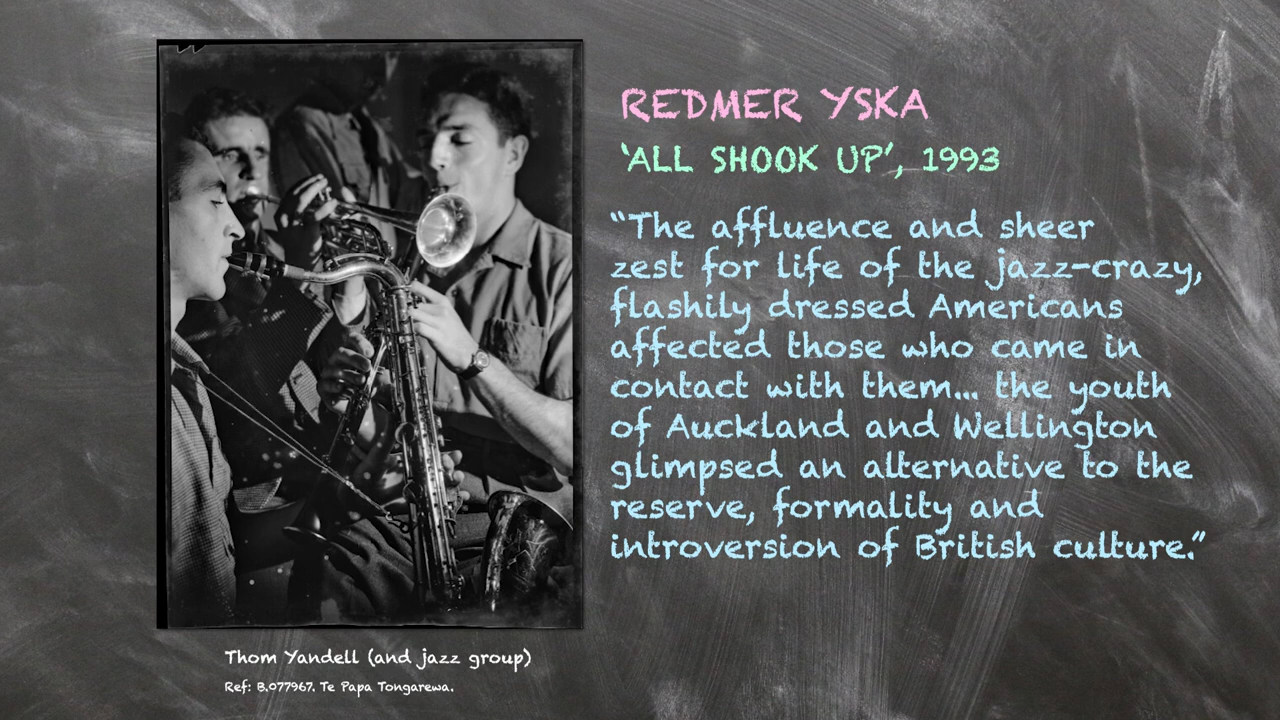 REDMER YSKA
‘ALL SHOOK UP’, 1993
“The affluence and sheer
zest for life of the jazz-crazy,
flashily dressed Americans
affected those who came in
contact with them... the youth
of Auckland and Wellington
glimpsed an alternative to the
reserve, formality and
introversion of British culture.”
Thom Yandell (and jazz group)
Ref: B.077967. Te Papa Tongarewa.